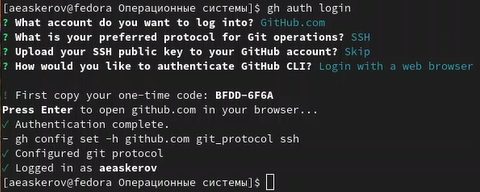 [aeaskerov@fedora Операционные системы]$ gh auth login
? What account do you want to log into? GitHub.com
? What is your preferred protocol for Git operations? SSH
? Upload your SSH public key to your GitHub account? Skip
? How would you like to authenticate GitHub CLI? Login with a web browser
! First copy your one-time code: BFDD-6F6A
Press Enter to open github.com in your browser...
✓ Authentication complete.
- gh config set -h github.com git_protocol ssh
✓ Configured git protocol
✓ Logged in as aeaskerov
[aeaskerov@fedora Операционные системы]$